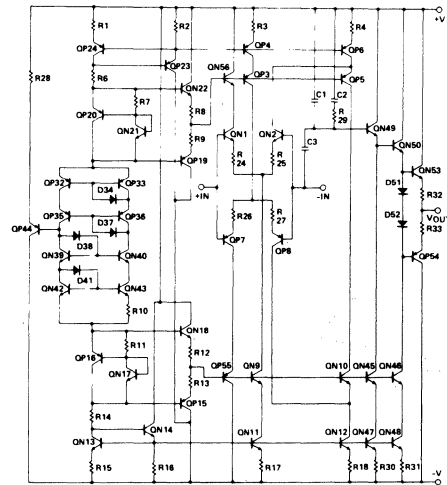 R1
R2
R3
R4
+V
QP24
QP4
QP6
QP23
QN56
QP3
QP5
R28
R6
QN22
R7
R8
C1
C2
QP20
R
29
QN49
QN21
R9
QN1
QN2
QN50
C3
QP19
R
24
R
25
QN53
QP32
QP33
D51
D34
R32
+IN
-IN
VOUT
QP35
QP36
R26
R
27
D52
R33
D37
QP44
D38
QP7
QP8
QP54
QN39
QN40
D41
QN42
QN43
R10
QN18
R11
R12
QP16
QP55
QN9
QN10
QN45
QN46
QN17
R13
QP15
R14
QN14
QN13
QN11
QN12
QN47
QN48
R15
R16
R17
R18
R30
R31
-V